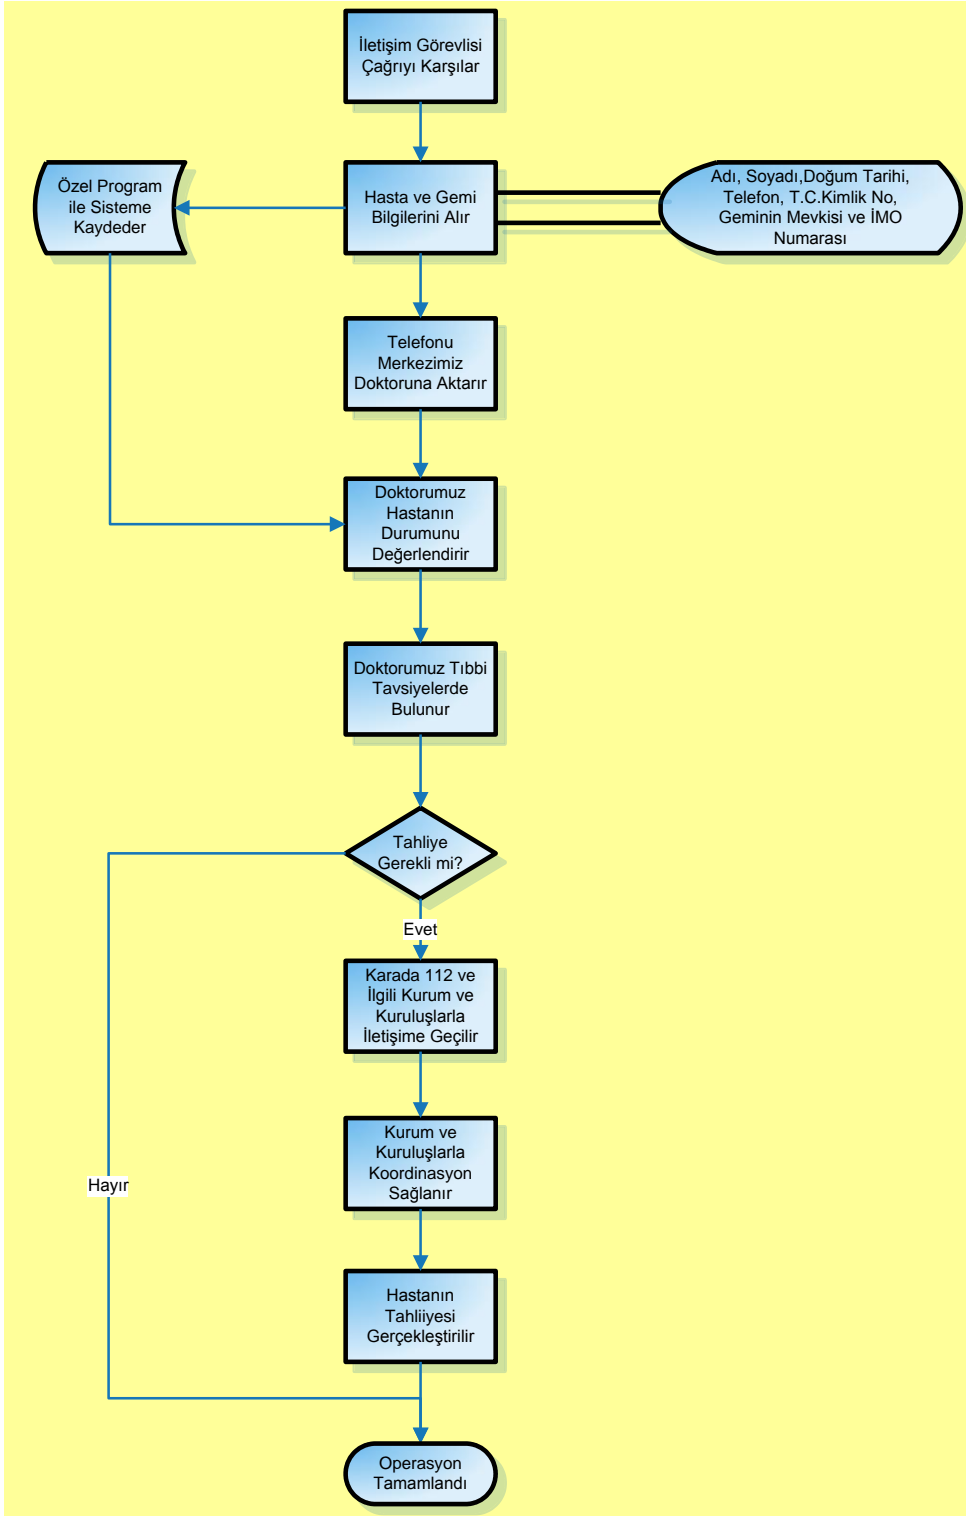 İletişim Görevlisi
Çağrıyı Karşılar
Özel Program
ile Sisteme
Kaydeder
Hasta ve Gemi
Bilgilerini Alır
Adı, Soyadı,Doğum Tarihi,
Telefon, T.C.Kimlik No,
Geminin Mevkisi ve İMO
Numarası
Telefonu
Merkezimiz
Doktoruna Aktarır
Doktorumuz
Hastanın
Durumunu
Değerlendirir
Doktorumuz Tıbbi
Tavsiyelerde
Bulunur
Tahliye
Gerekli mi?
Evet
Karada 112 ve
İlgili Kurum ve
Kuruluşlarla
İletişime Geçilir
Kurum ve
Kuruluşlarla
Koordinasyon
Sağlanır
Hayır
Hastanın
Tahliiyesi
Gerçekleştirilir
Operasyon
Tamamlandı